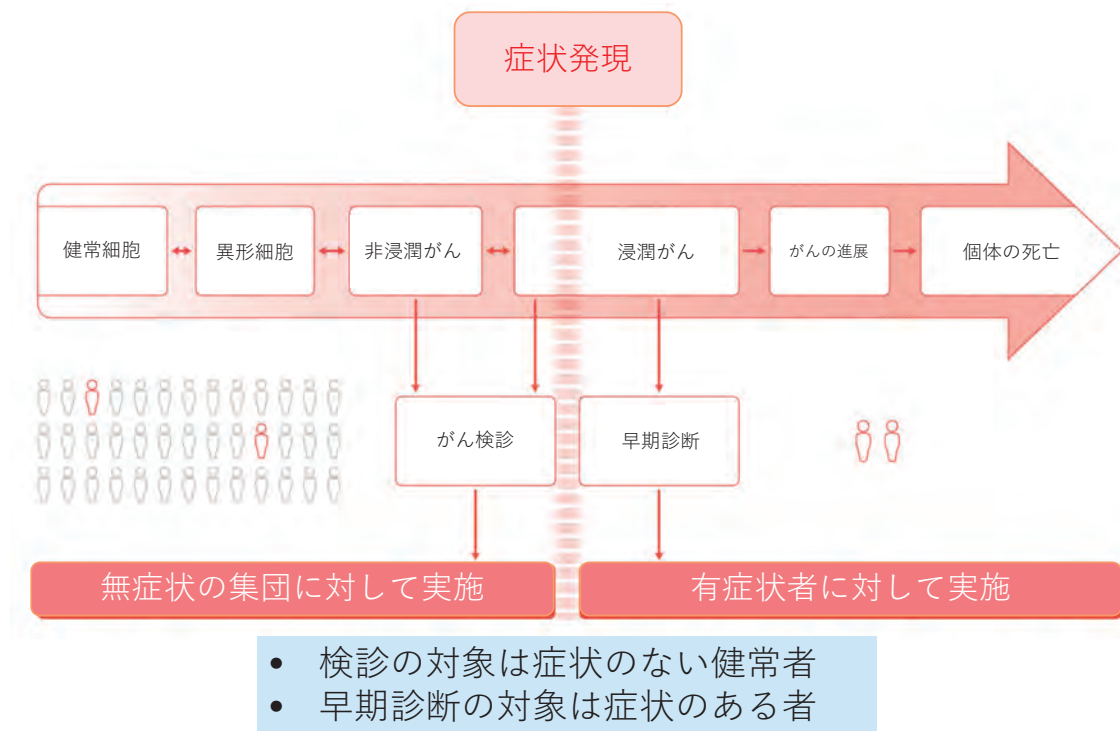 症状発現
健常細胞
異形細胞
非浸潤がん
浸潤がん
がんの進展
個体の死亡
がん検診
早期診断
無症状の集団に対して実施
有症状者に対して実施
• 検診の対象は症状のない健常者
• 早期診断の対象は症状のある者